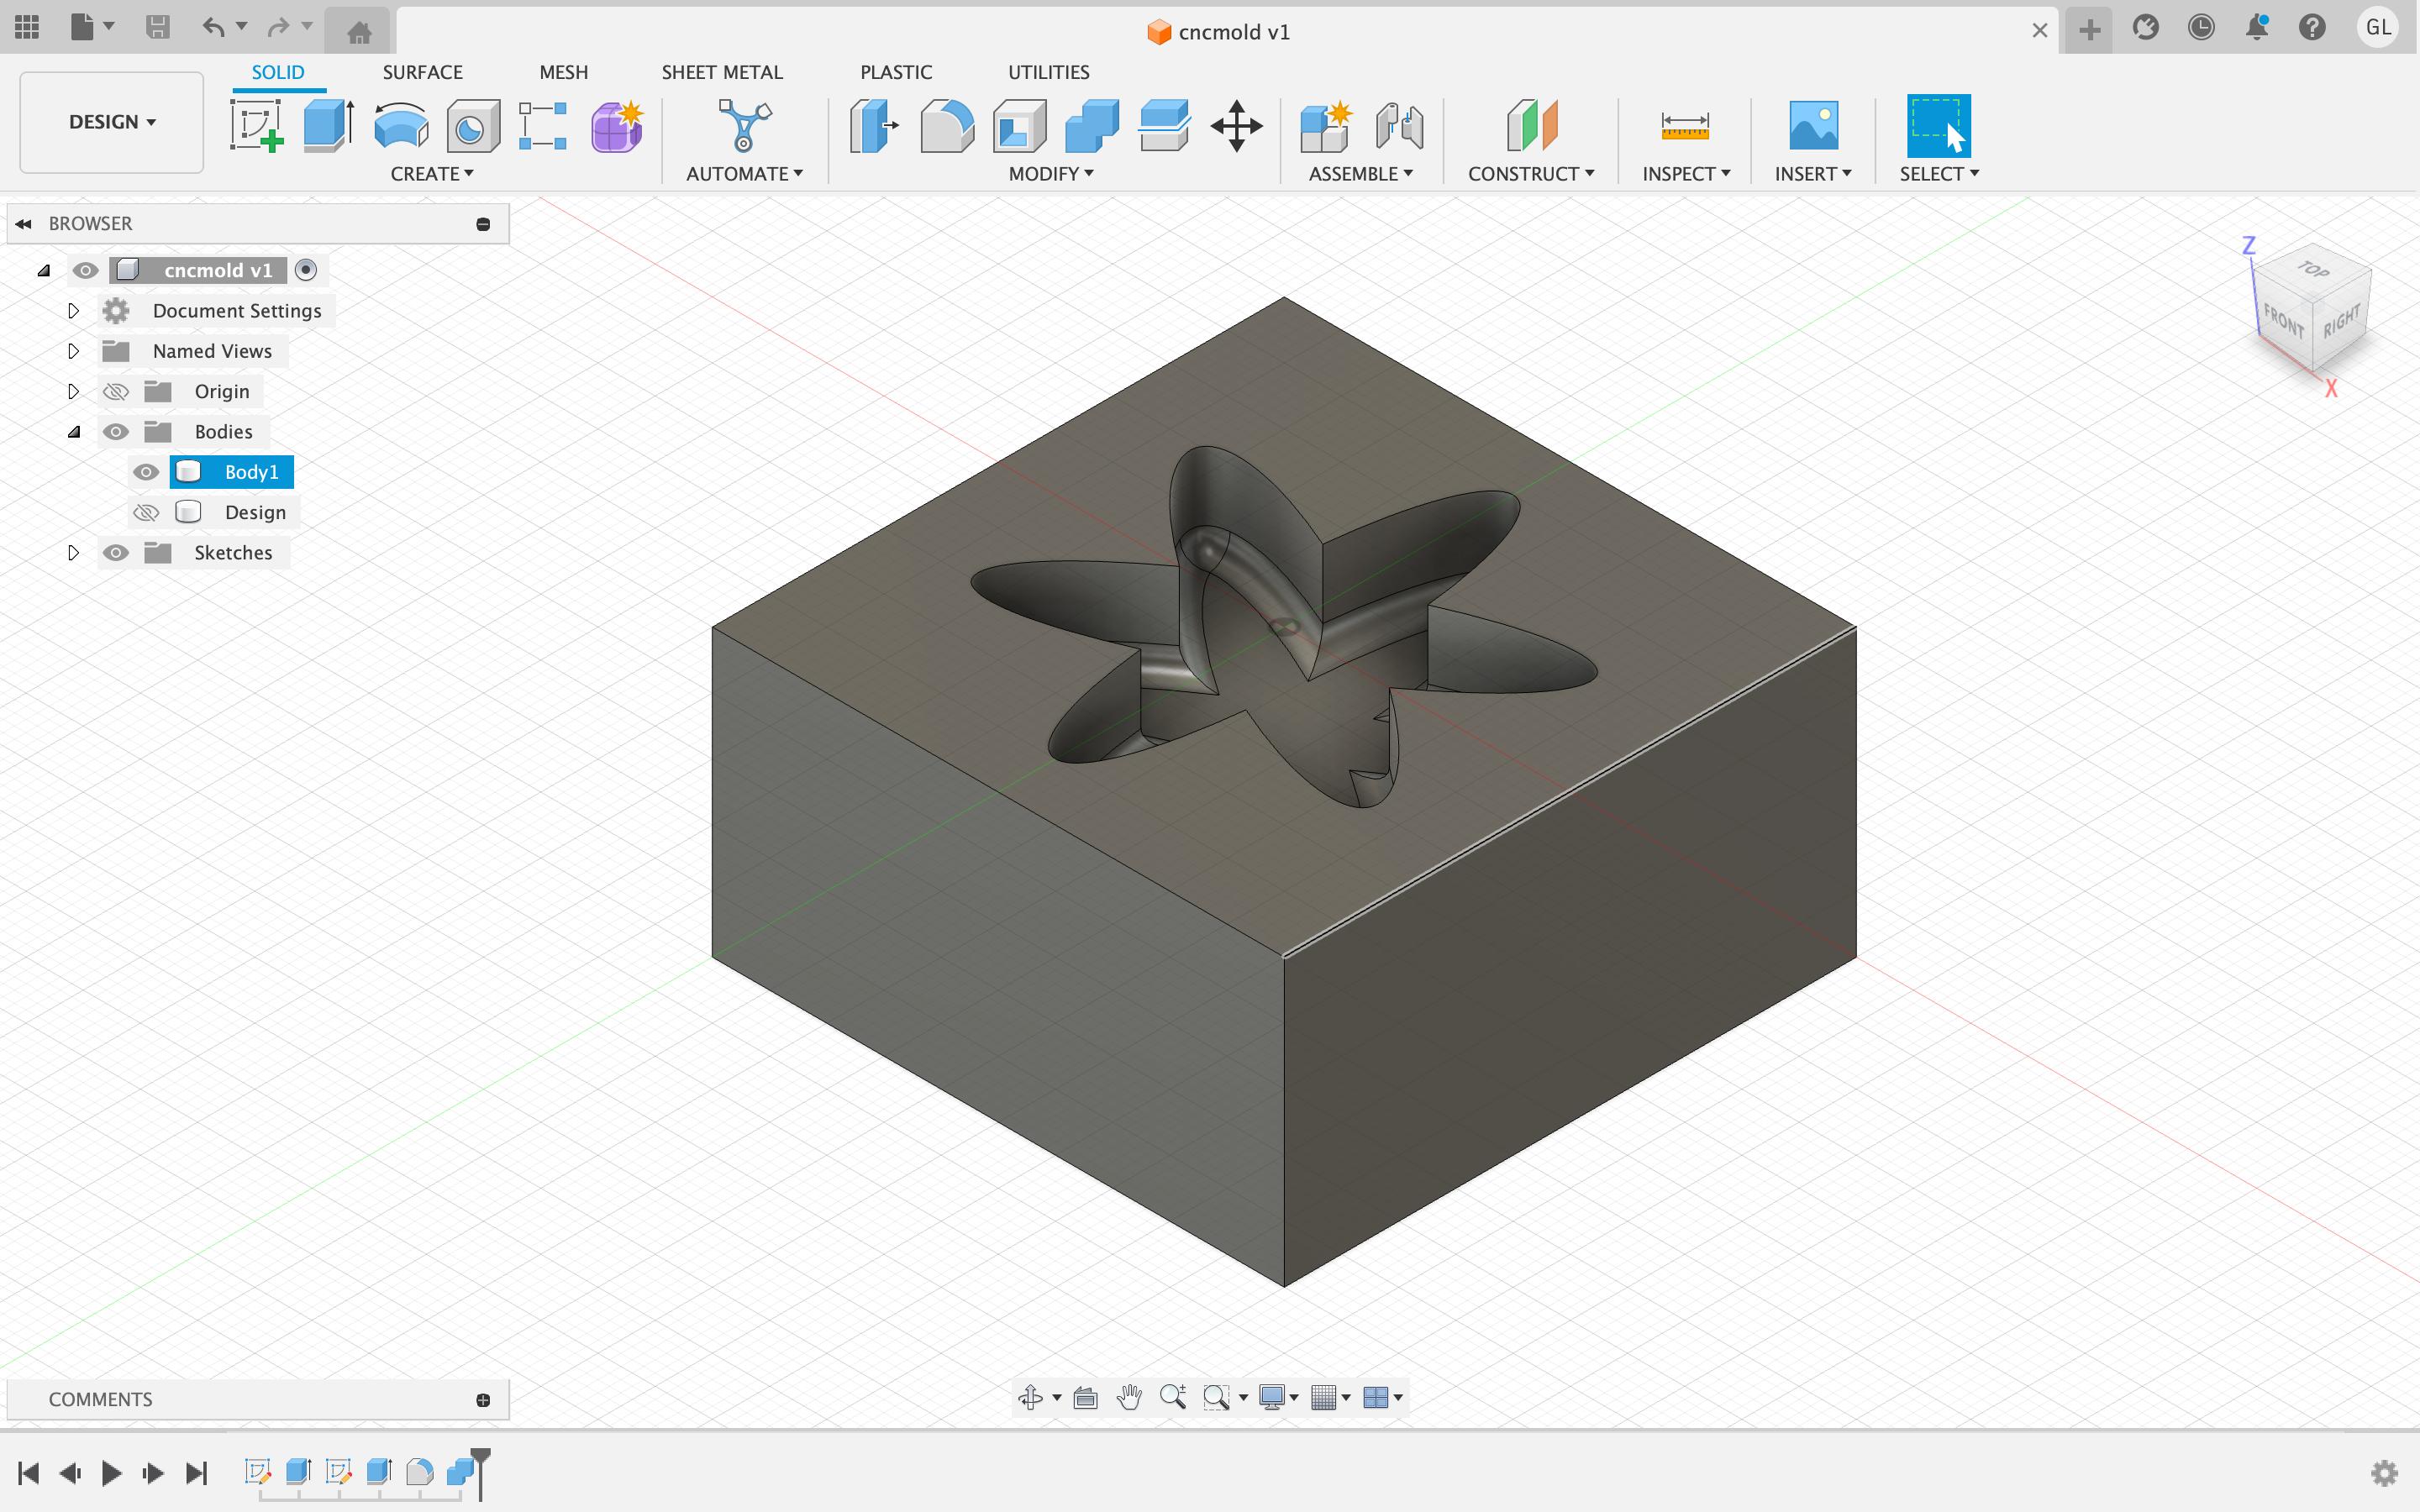 cncmold v1
GL
DESIGN
SOLID
SURFACE
MESH
SHEET METAL
PLASTIC
UTILITIES
CREATE
AUTOMATE
MODIFY
ASSEMBLE
CONSTRUCT
INSPECT
INSERT
SELECT
BROWSER
cncmold v1
Document Settings
Named Views
Origin
Bodies
Body1
Design
Sketches
Z
TOP
FRONT
RIGHT
X
COMMENTS